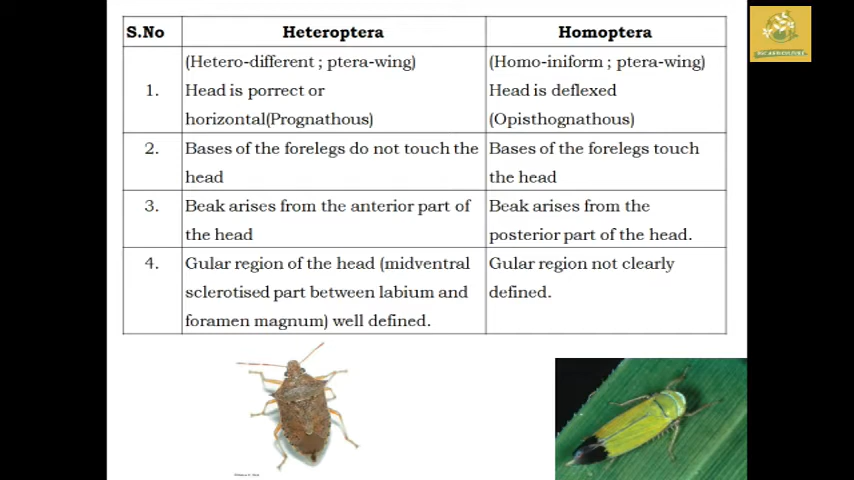 S.No Heteroptera Homoptera
(Hetero-different ; ptera-wing) (Homo-iniform ; ptera-wing)
1. Head is porrect or Head is deflexed
horizontal(Prognathous) (Opisthognathous)
2. Bases of the forelegs do not touch the Bases of the forelegs touch
head the head
3. Beak arises from the anterior part of Beak arises from the
the head posterior part of the head.
4. Gular region of the head (midventral Gular region not clearly
sclerotised part between labium and defined.
foramen magnum) well defined.